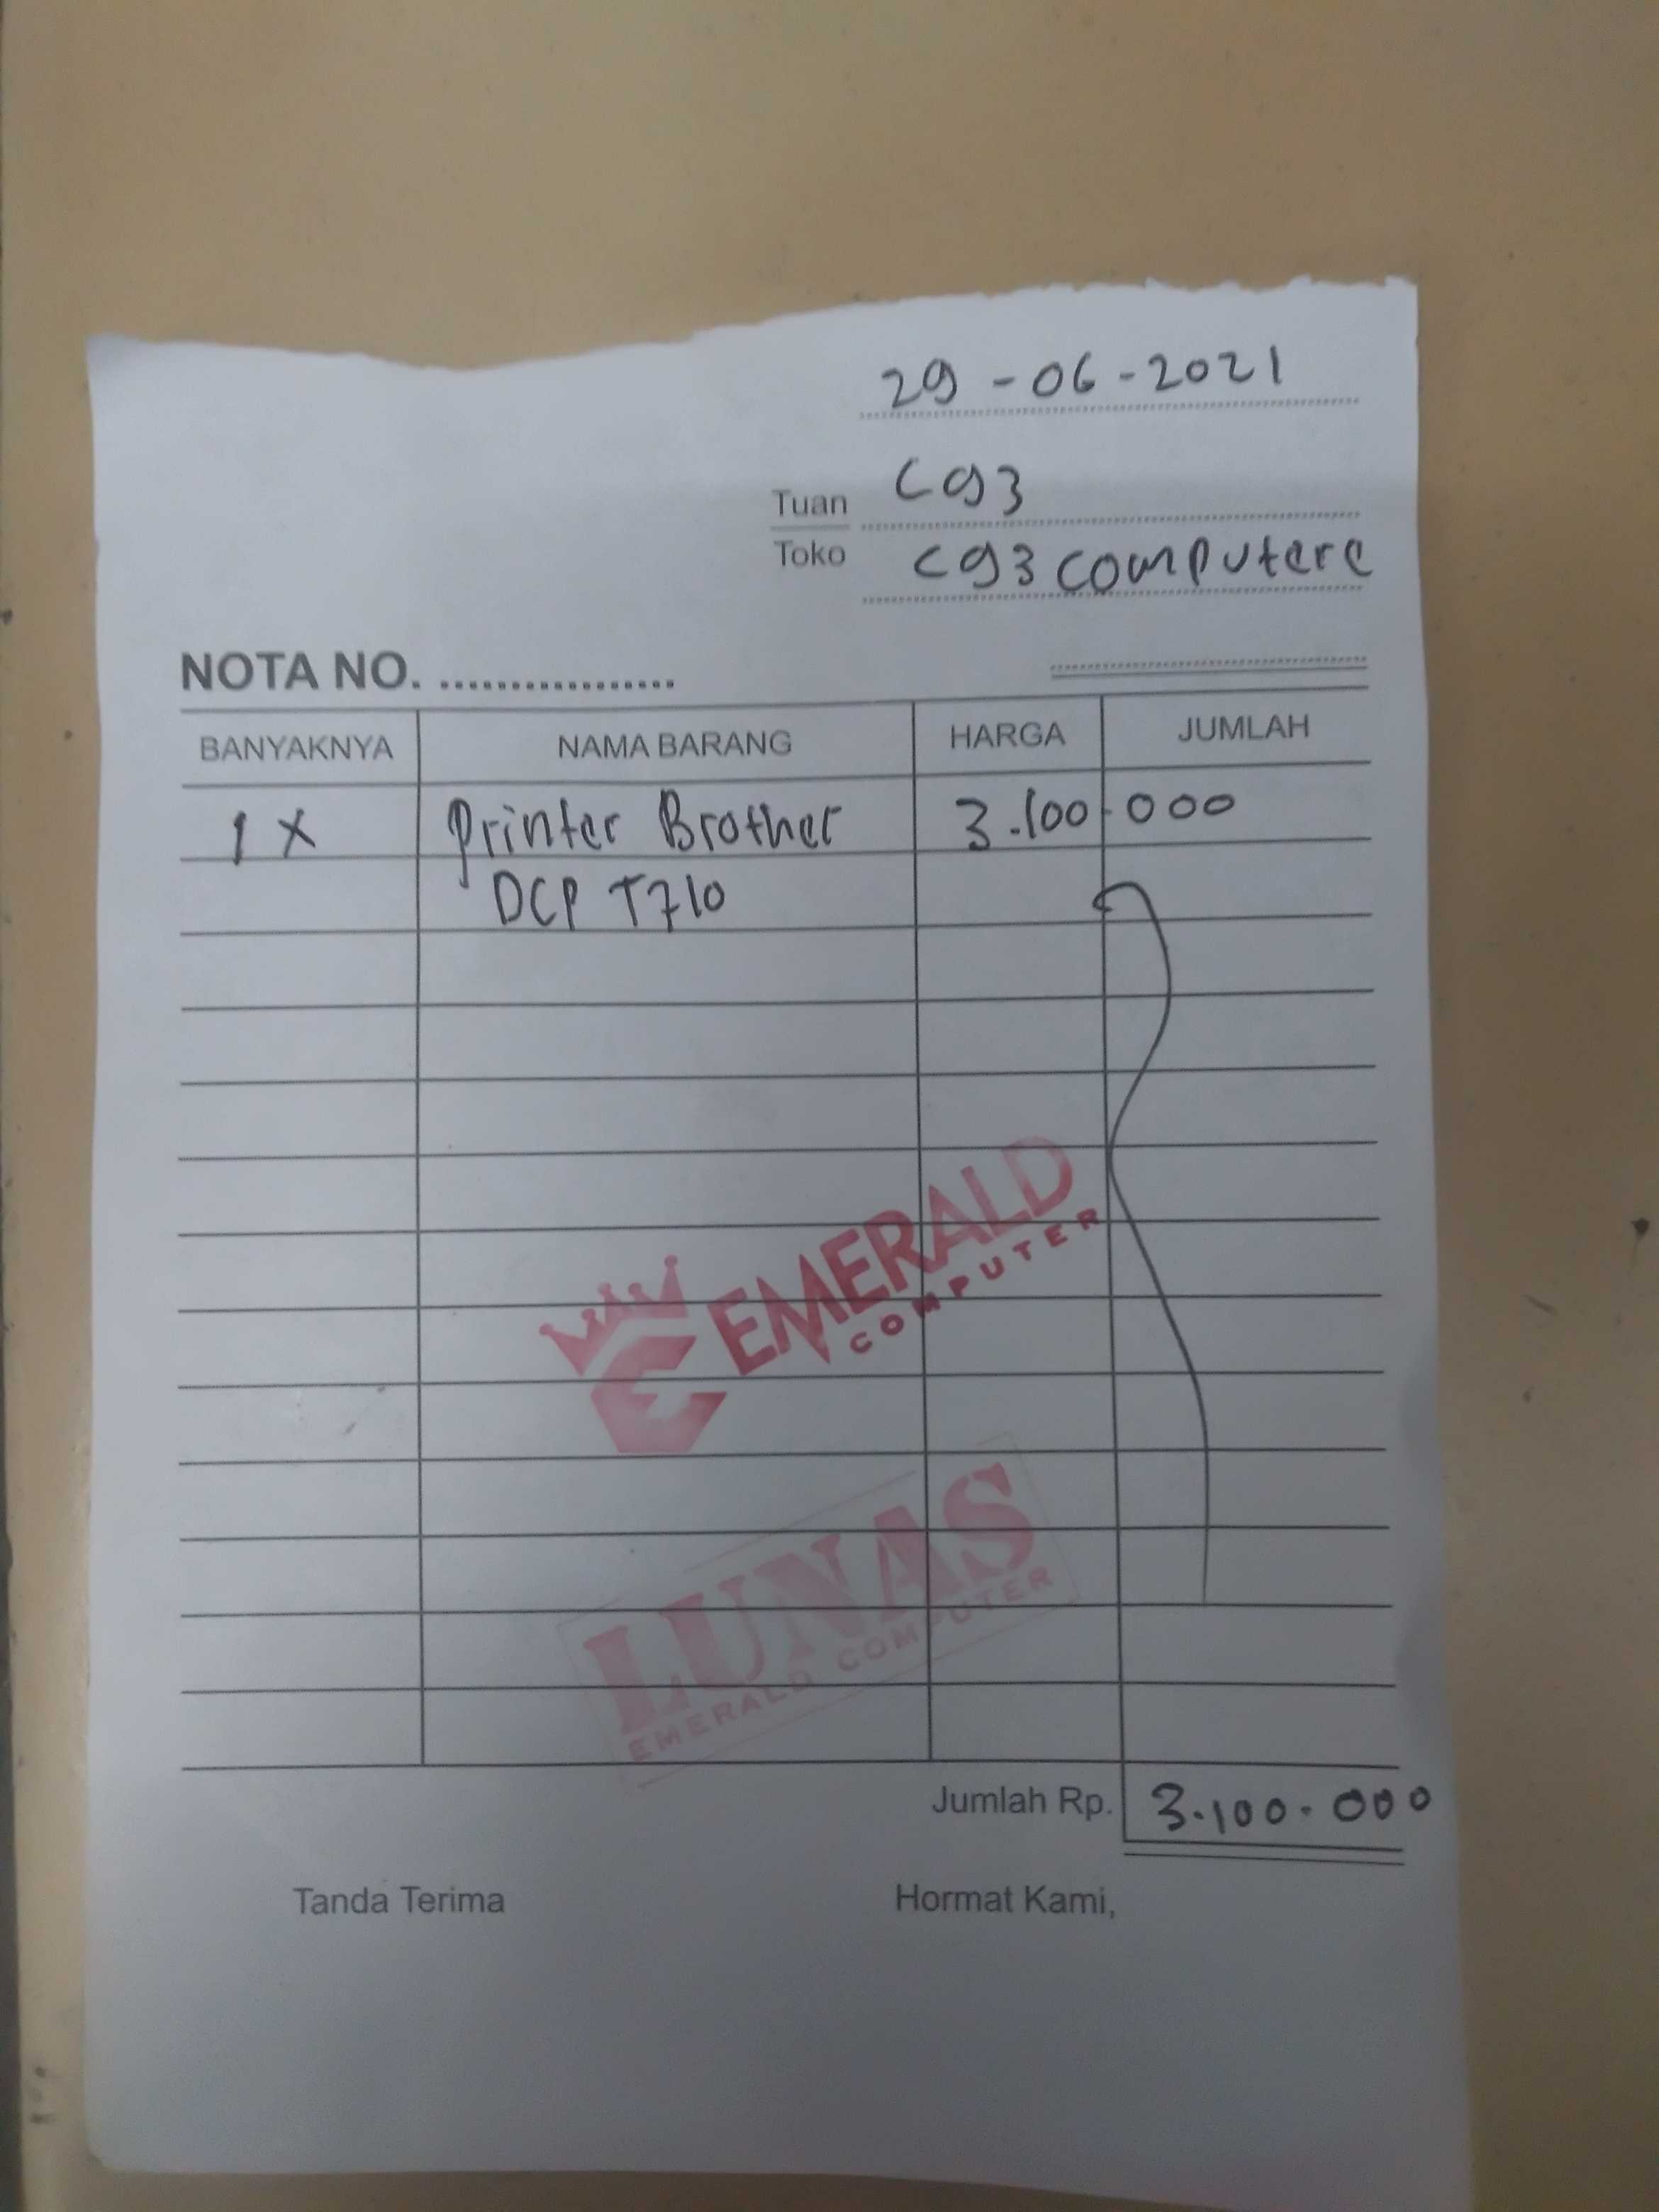 29 - 06 - 2021
Tuan Cg3
Toko Cg3 computere
NOTA NO. ..................
BANYAKNYA NAMA BARANG HARGA JUMLAH
1 x Printer Brother 3.100.000
DCP T710
EMERALD
COMPUTER
LUNAS
EMERALD COMPUTER
Jumlah Rp. 3.100.000
Tanda Terima Hormat Kami,